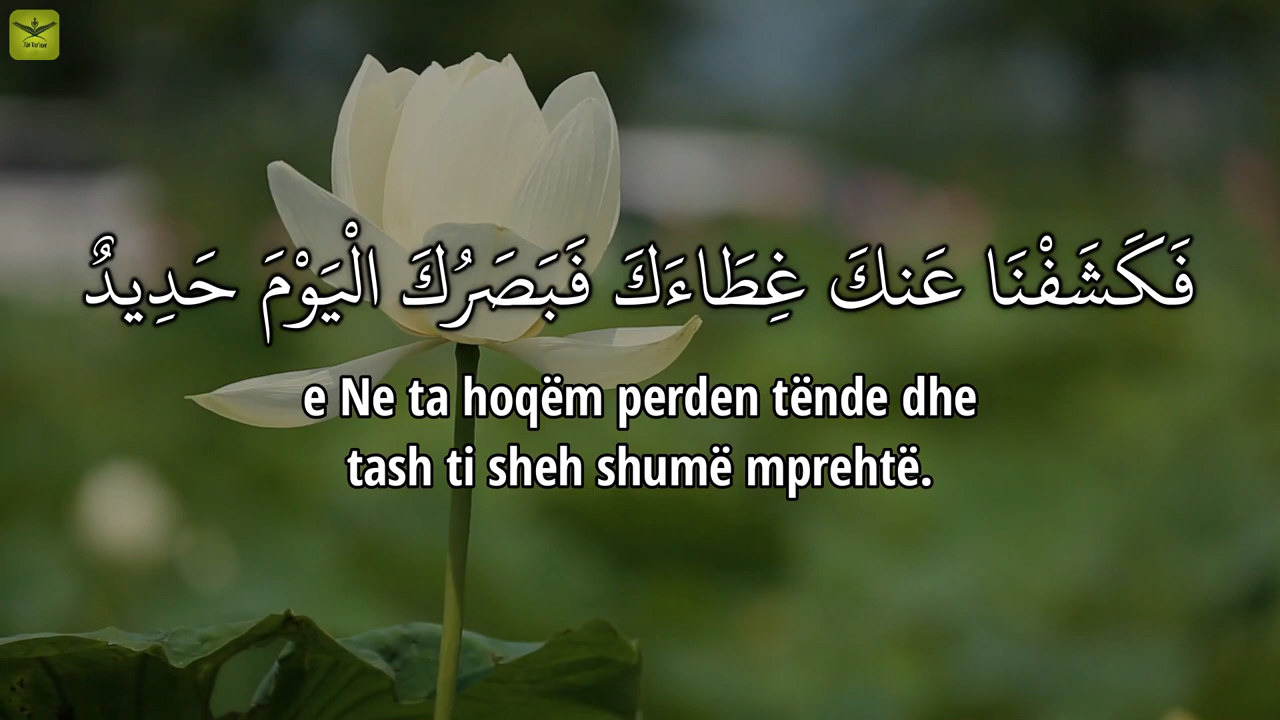 فَكَشَفْنَا عَنكَ غِطَاءَكَ فَبَصَرُكَ الْيَوْمَ حَدِيدٌ
e Ne ta hoqëm perden tënde dhe
tash ti sheh shumë mprehtë.